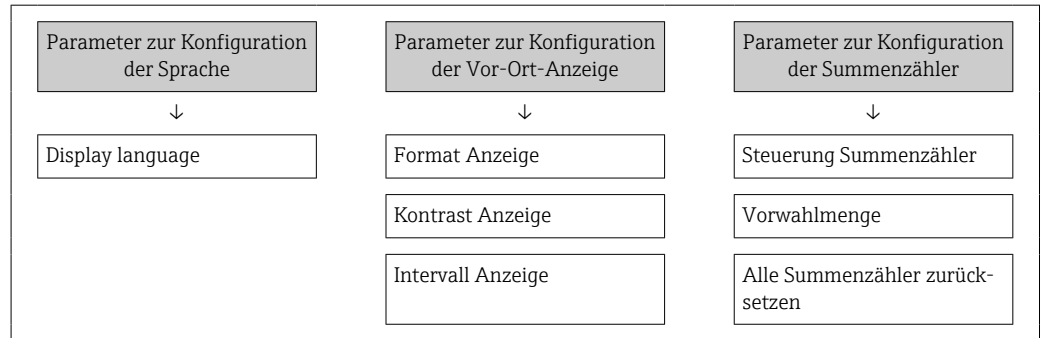 Parameter zur Konfiguration
der Sprache
↓
Display language
Parameter zur Konfiguration
der Vor-Ort-Anzeige
↓
Format Anzeige
Kontrast Anzeige
Intervall Anzeige
Parameter zur Konfiguration
der Summenzähler
↓
Steuerung Summenzähler
Vorwahlmenge
Alle Summenzähler zurück-
setzen